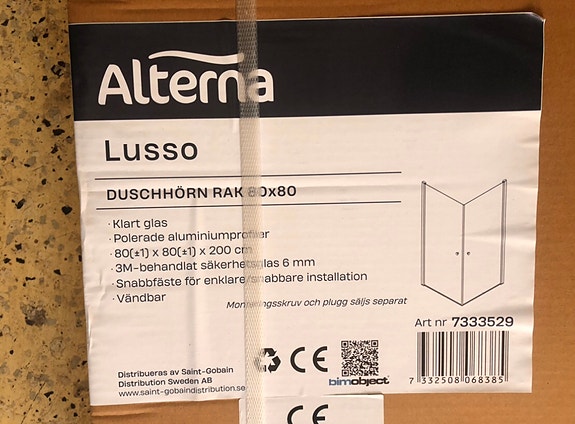 Alterna
Lusso
DUSCHHÖRN RAK 80x80
· Klart glas
· Polerade aluminiumprofiler
· 80(±1) x 80(±1) x 200 cm
· 3M-behandlat säkerhetsglas 6 mm
· Snabbfäste för enklare/snabbare installation
· Vändbar
Monteringsskruv och plugg säljs separat
Art nr 7333529
Distribueras av Saint-Gobain
Distribution Sweden AB
www.saint-gobaindistribution.se
CE
bimobject
7 332508 068385
CE